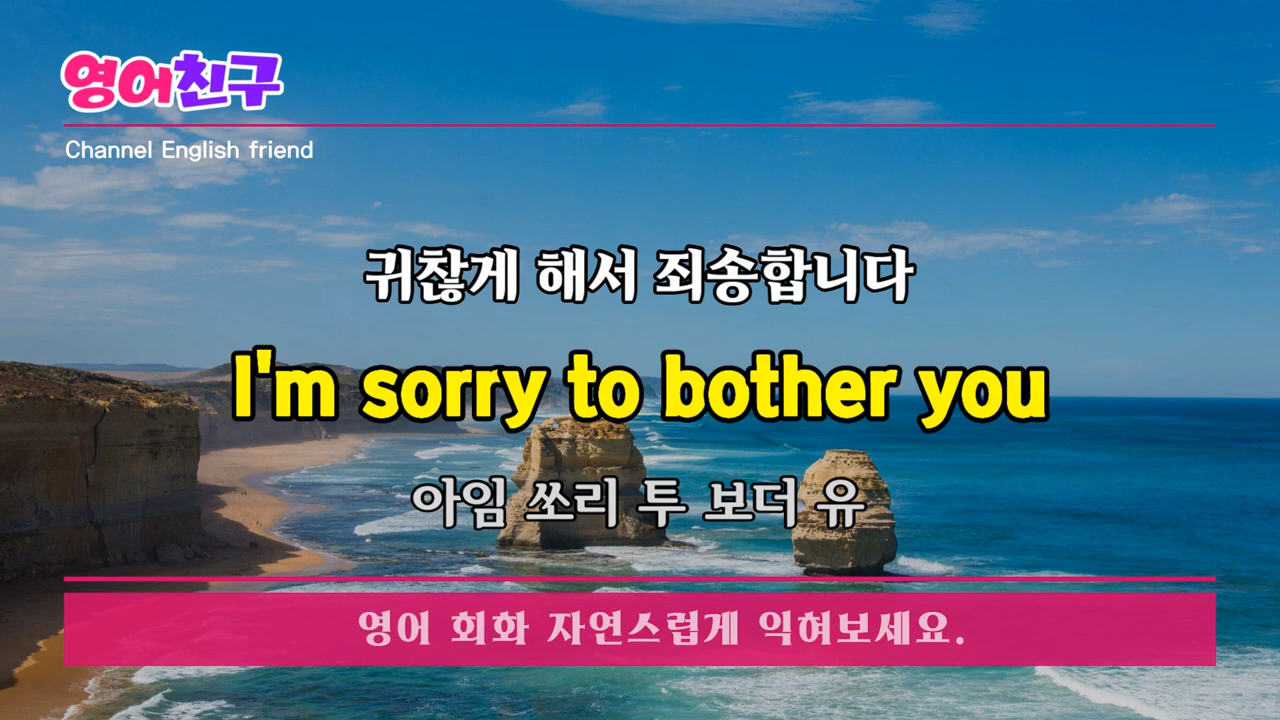 영어친구
Channel English friend
귀찮게 해서 죄송합니다
I'm sorry to bother you
아임 쏘리 투 보더 유
영어 회화 자연스럽게 익혀보세요.